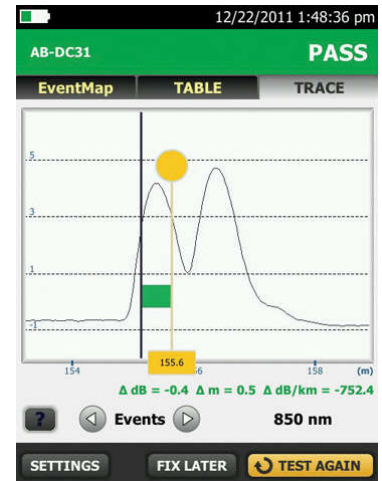 12/22/2011 1:48:36 pm
AB-DC31 PASS
EventMap TABLE TRACE
5
3
1
-1
155.6
154 6 158 (m)
Δ dB = -0.4 Δ m = 0.5 Δ dB/km = -752.4
? Events 850 nm
SETTINGS FIX LATER TEST AGAIN